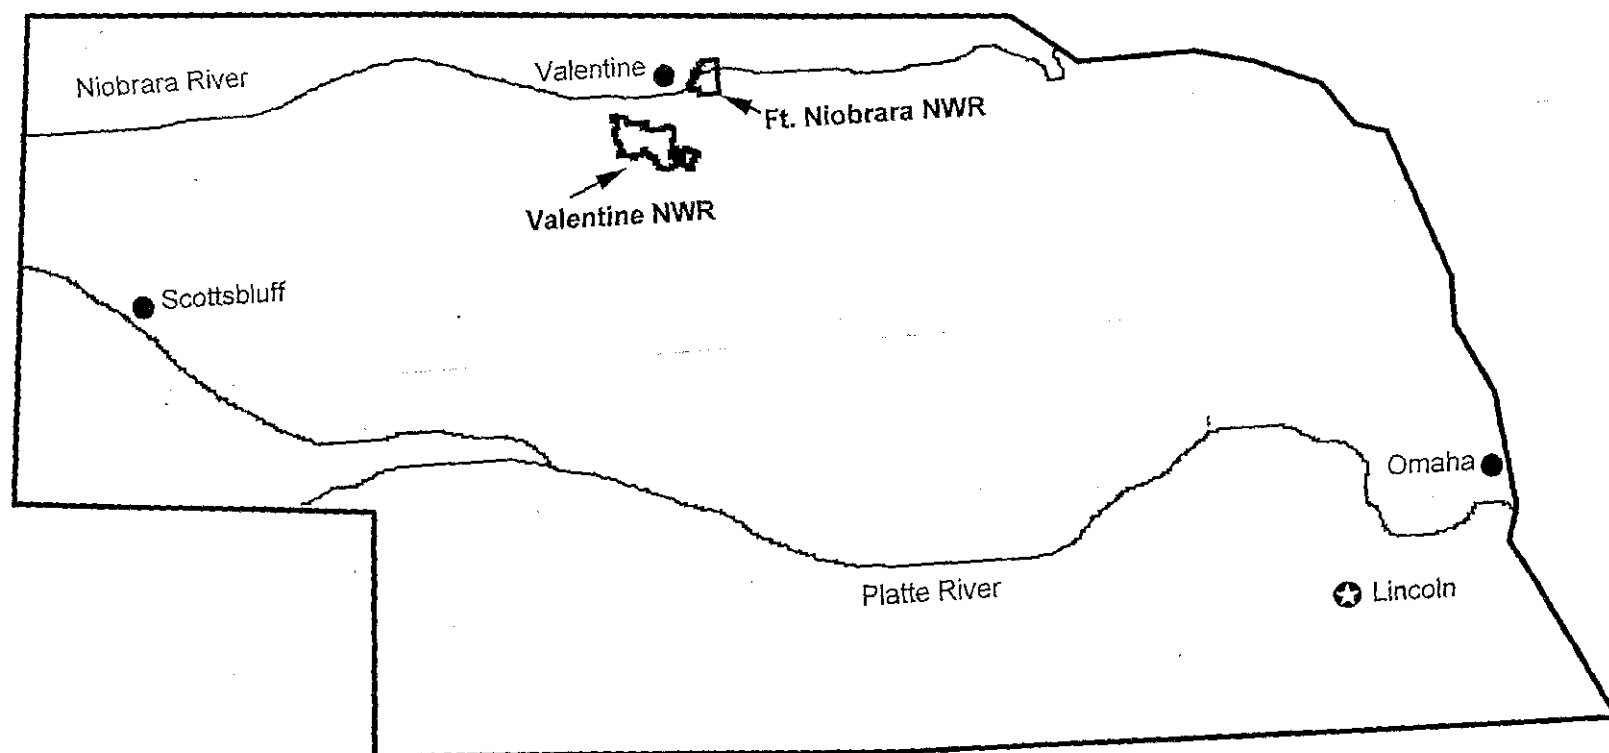 Niobrara River
Valentine
Ft. Niobrara NWR
Valentine NWR
Scottsbluff
Omaha
Platte River
Lincoln